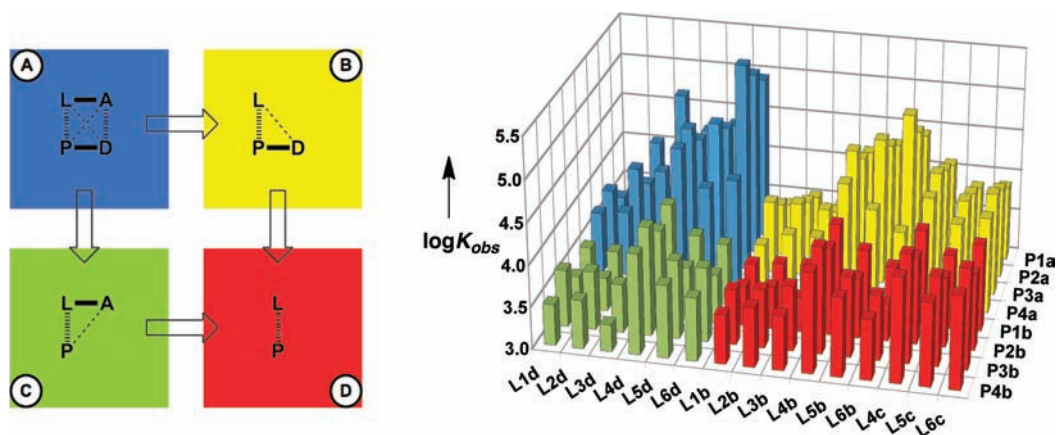 A
L A
P D
B
L
P D
L A
P
C
L
P
D
logKobs
5.5
5.0
4.5
4.0
3.5
3.0
L1d
L2d
L3d
L4d
L5d
L6d
L1b
L2b
L3b
L4b
L5b
L6b
L4c
L5c
L6c
P1a
P2a
P3a
P4a
P1b
P2b
P3b
P4b